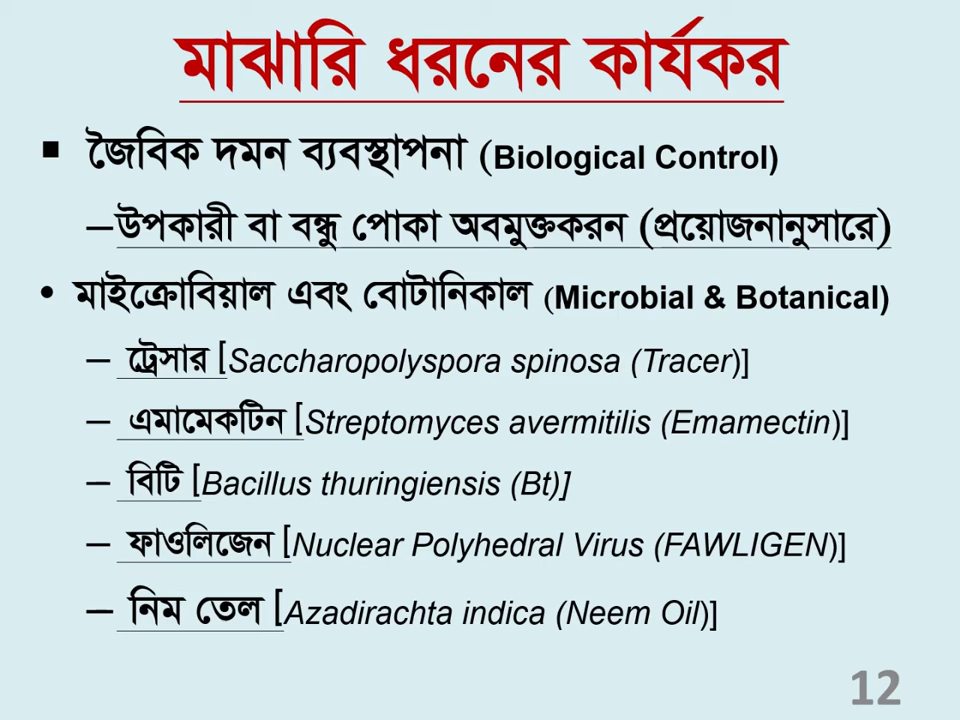 মাঝারি ধরনের কার্যকর
▪ জৈবিক দমন ব্যবস্থাপনা (Biological Control)
–উপকারী বা বন্ধু পোকা অবমুক্তকরন (প্রয়োজনানুসারে)
• মাইক্রোবিয়াল এবং বোটানিকাল (Microbial & Botanical)
– ট্রেসার [Saccharopolyspora spinosa (Tracer)]
– এমামেকটিন [Streptomyces avermitilis (Emamectin)]
– বিটি [Bacillus thuringiensis (Bt)]
– ফাওলিজেন [Nuclear Polyhedral Virus (FAWLIGEN)]
– নিম তেল [Azadirachta indica (Neem Oil)]
12